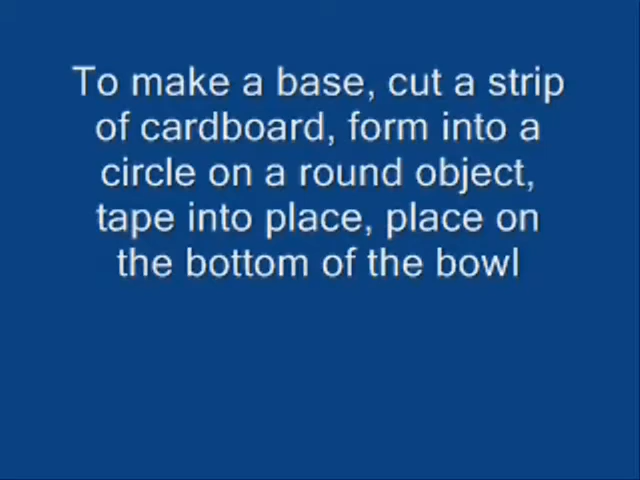 To make a base, cut a strip
of cardboard, form into a
circle on a round object,
tape into place, place on
the bottom of the bowl